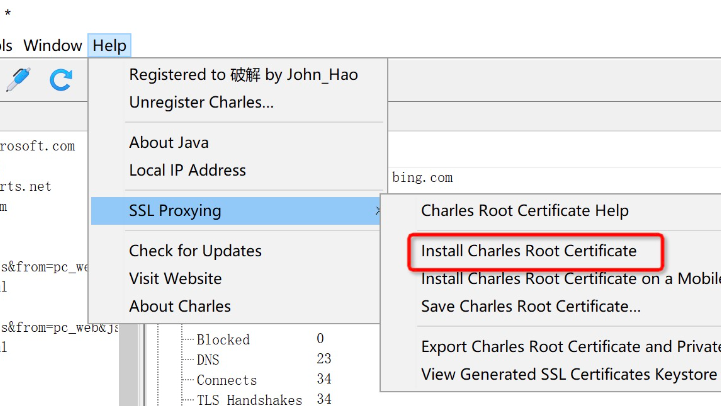 *
ls Window Help
Registered to 破解 by John_Hao
Unregister Charles...
About Java
rosoft.com
Local IP Address
bing.com
rts.net
m
SSL Proxying
Charles Root Certificate Help
Check for Updates
Install Charles Root Certificate
s&from=pc_we
Visit Website
Install Charles Root Certificate on a Mobile
l
About Charles
Save Charles Root Certificate...
s&from=pc_web&js
Blocked 0
l
Export Charles Root Certificate and Private
DNS 23
View Generated SSL Certificates Keystore
Connects 34
TLS Handshakes 34